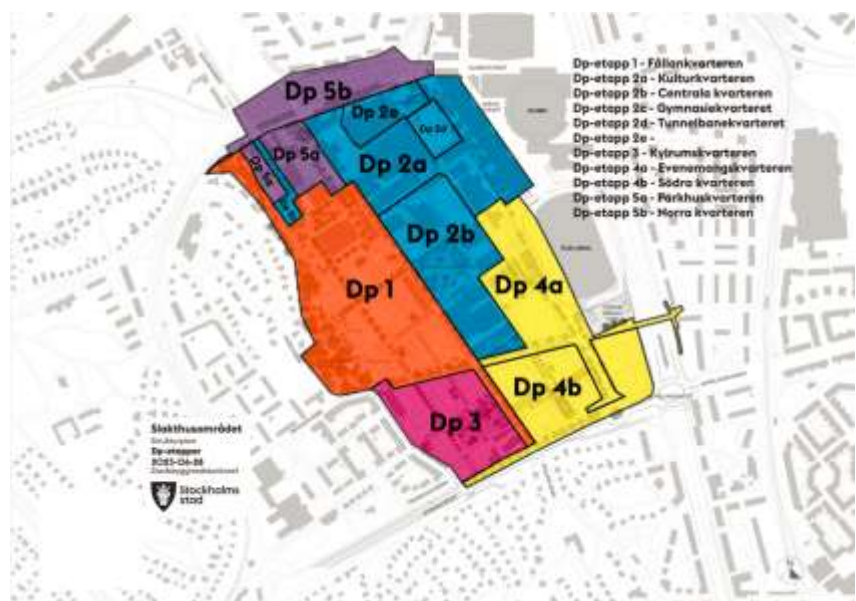 Dp-etapp 1 - Fållankvarteren
Dp-etapp 2a - Kulturkvarteren
Dp-etapp 2b - Centrala kvarteren
Dp-etapp 2c - Gymnasiekvarteret
Dp-etapp 2d - Tunnelbanekvarteret
Dp-etapp 2e -
Dp-etapp 3 - Kylrumskvarteren
Dp-etapp 4a - Evenemangskvarteren
Dp-etapp 4b - Södra kvarteren
Dp-etapp 5a - Parkhuskvarteren
Dp-etapp 5b - Norra kvarteren
Dp 5b
Dp 2e
Dp 2d
Dp 5a
Dp 5a
Dp 2a
Dp 2b
Dp 1
Dp 4a
Dp 4b
Dp 3
Slakthusområdet
Dp-etapper
Stockholms
stad